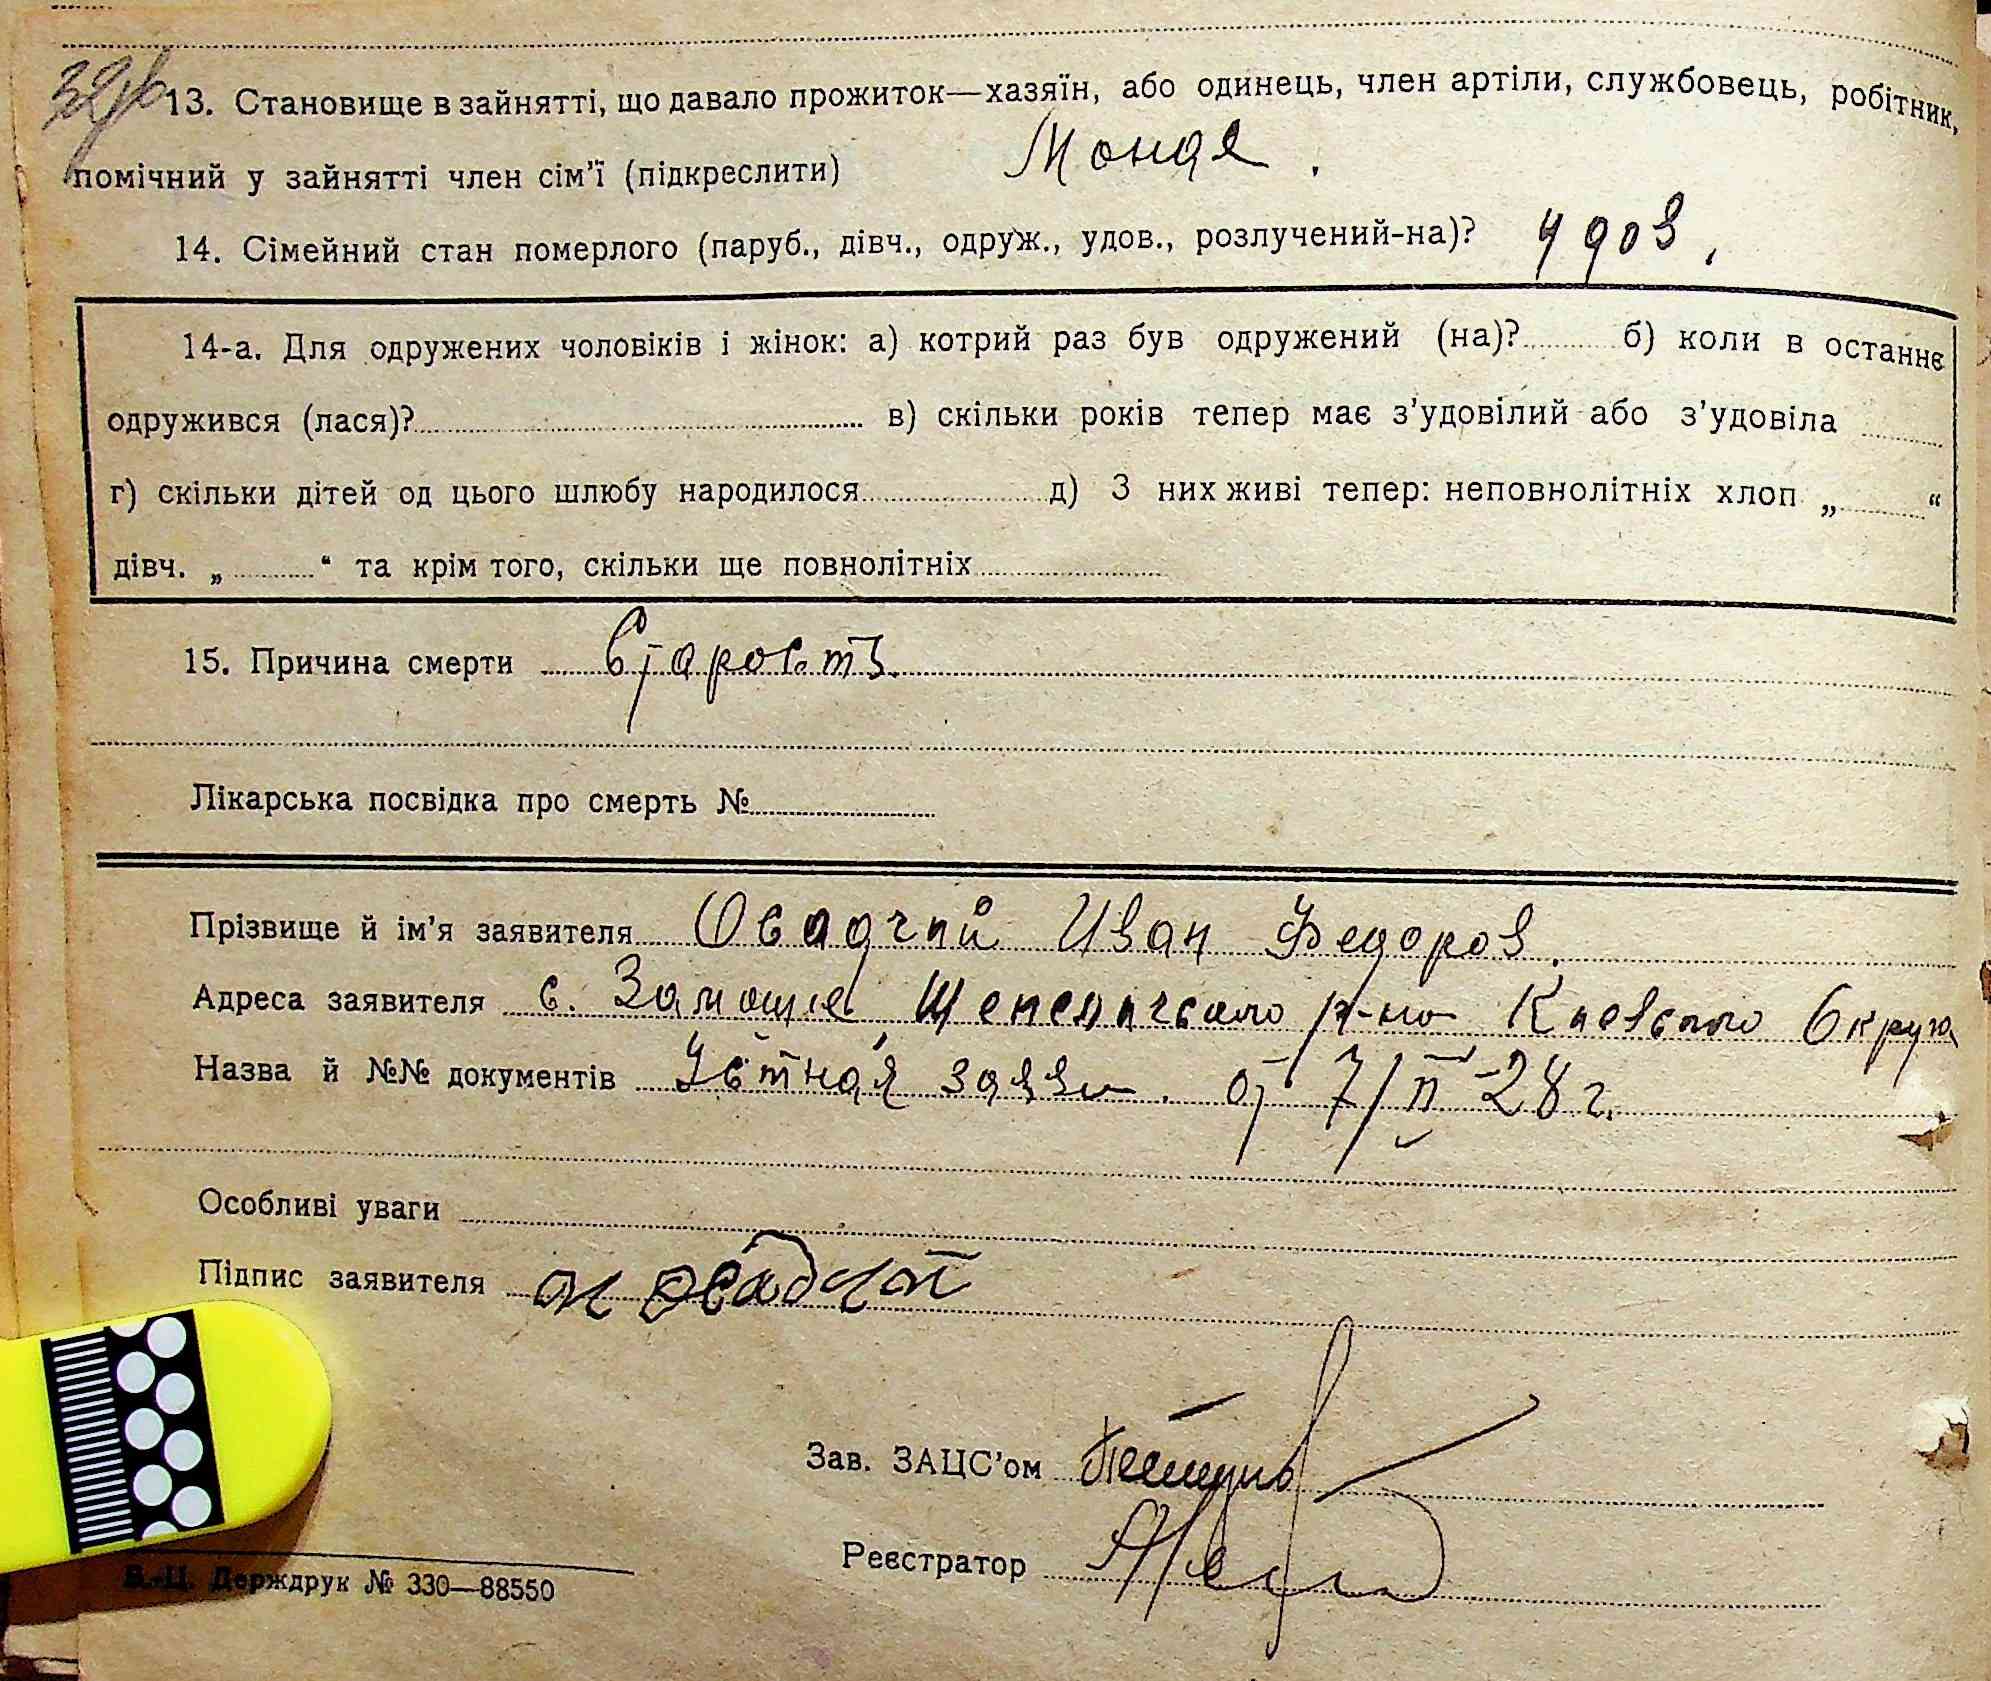 13. Становище в зайнятті, що давало прожиток—хазяїн, або одинець, член артіли, службовець, робітник,
помічний у зайнятті член сім'ї (підкреслити)
14. Сімейний стан померлого (паруб., дівч., одруж., удов., розлучений-на)? Удов.
14-а. Для одружених чоловіків і жінок: а) котрий раз був одружений (на)? б) коли в останнє
одружився (лася)? в) скільки років тепер має з'удовілий або з'удовіла
г) скільки дітей од цього шлюбу народилося д) З них живі тепер: неповнолітніх хлоп „ “
дівч. „ “ та крім того, скільки ще повнолітніх
15. Причина смерти Старость
Лікарська посвідка про смерть №
Прізвище й ім'я заявителя Осадчий Иван Федоров.
Адреса заявителя с. Замощье, р-на Киевского Округа
Назва й №№ документів Устная заявл. от 7/II-28 г.
Особливі уваги
Підпис заявителя осадчй
Зав. ЗАЦС'ом
Реєстратор
В.-Ц. Держдрук № 330—88550